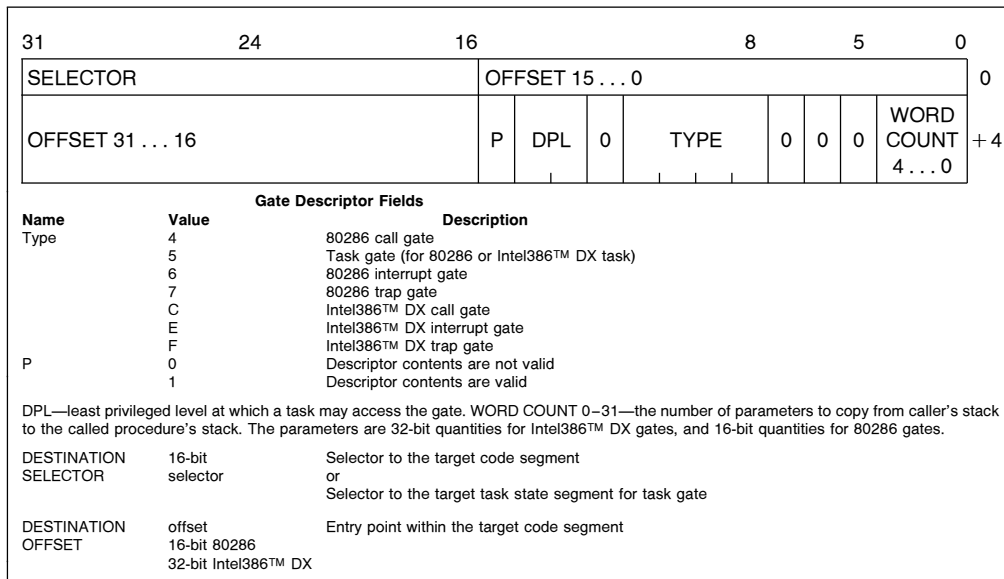 31 24 16 8 5 0
SELECTOR OFFSET 15 . . . 0 0
OFFSET 31 . . . 16 P DPL 0 TYPE 0 0 0 WORD COUNT 4 . . . 0 +4
Gate Descriptor Fields
Name Value Description
Type 4 80286 call gate
5 Task gate (for 80286 or Intel386™ DX task)
6 80286 interrupt gate
7 80286 trap gate
C Intel386™ DX call gate
E Intel386™ DX interrupt gate
F Intel386™ DX trap gate
P 0 Descriptor contents are not valid
1 Descriptor contents are valid
DPL—least privileged level at which a task may access the gate. WORD COUNT 0–31—the number of parameters to copy from caller's stack
to the called procedure's stack. The parameters are 32-bit quantities for Intel386™ DX gates, and 16-bit quantities for 80286 gates.
DESTINATION 16-bit Selector to the target code segment
SELECTOR selector or
Selector to the target task state segment for task gate
DESTINATION offset Entry point within the target code segment
OFFSET 16-bit 80286
32-bit Intel386™ DX